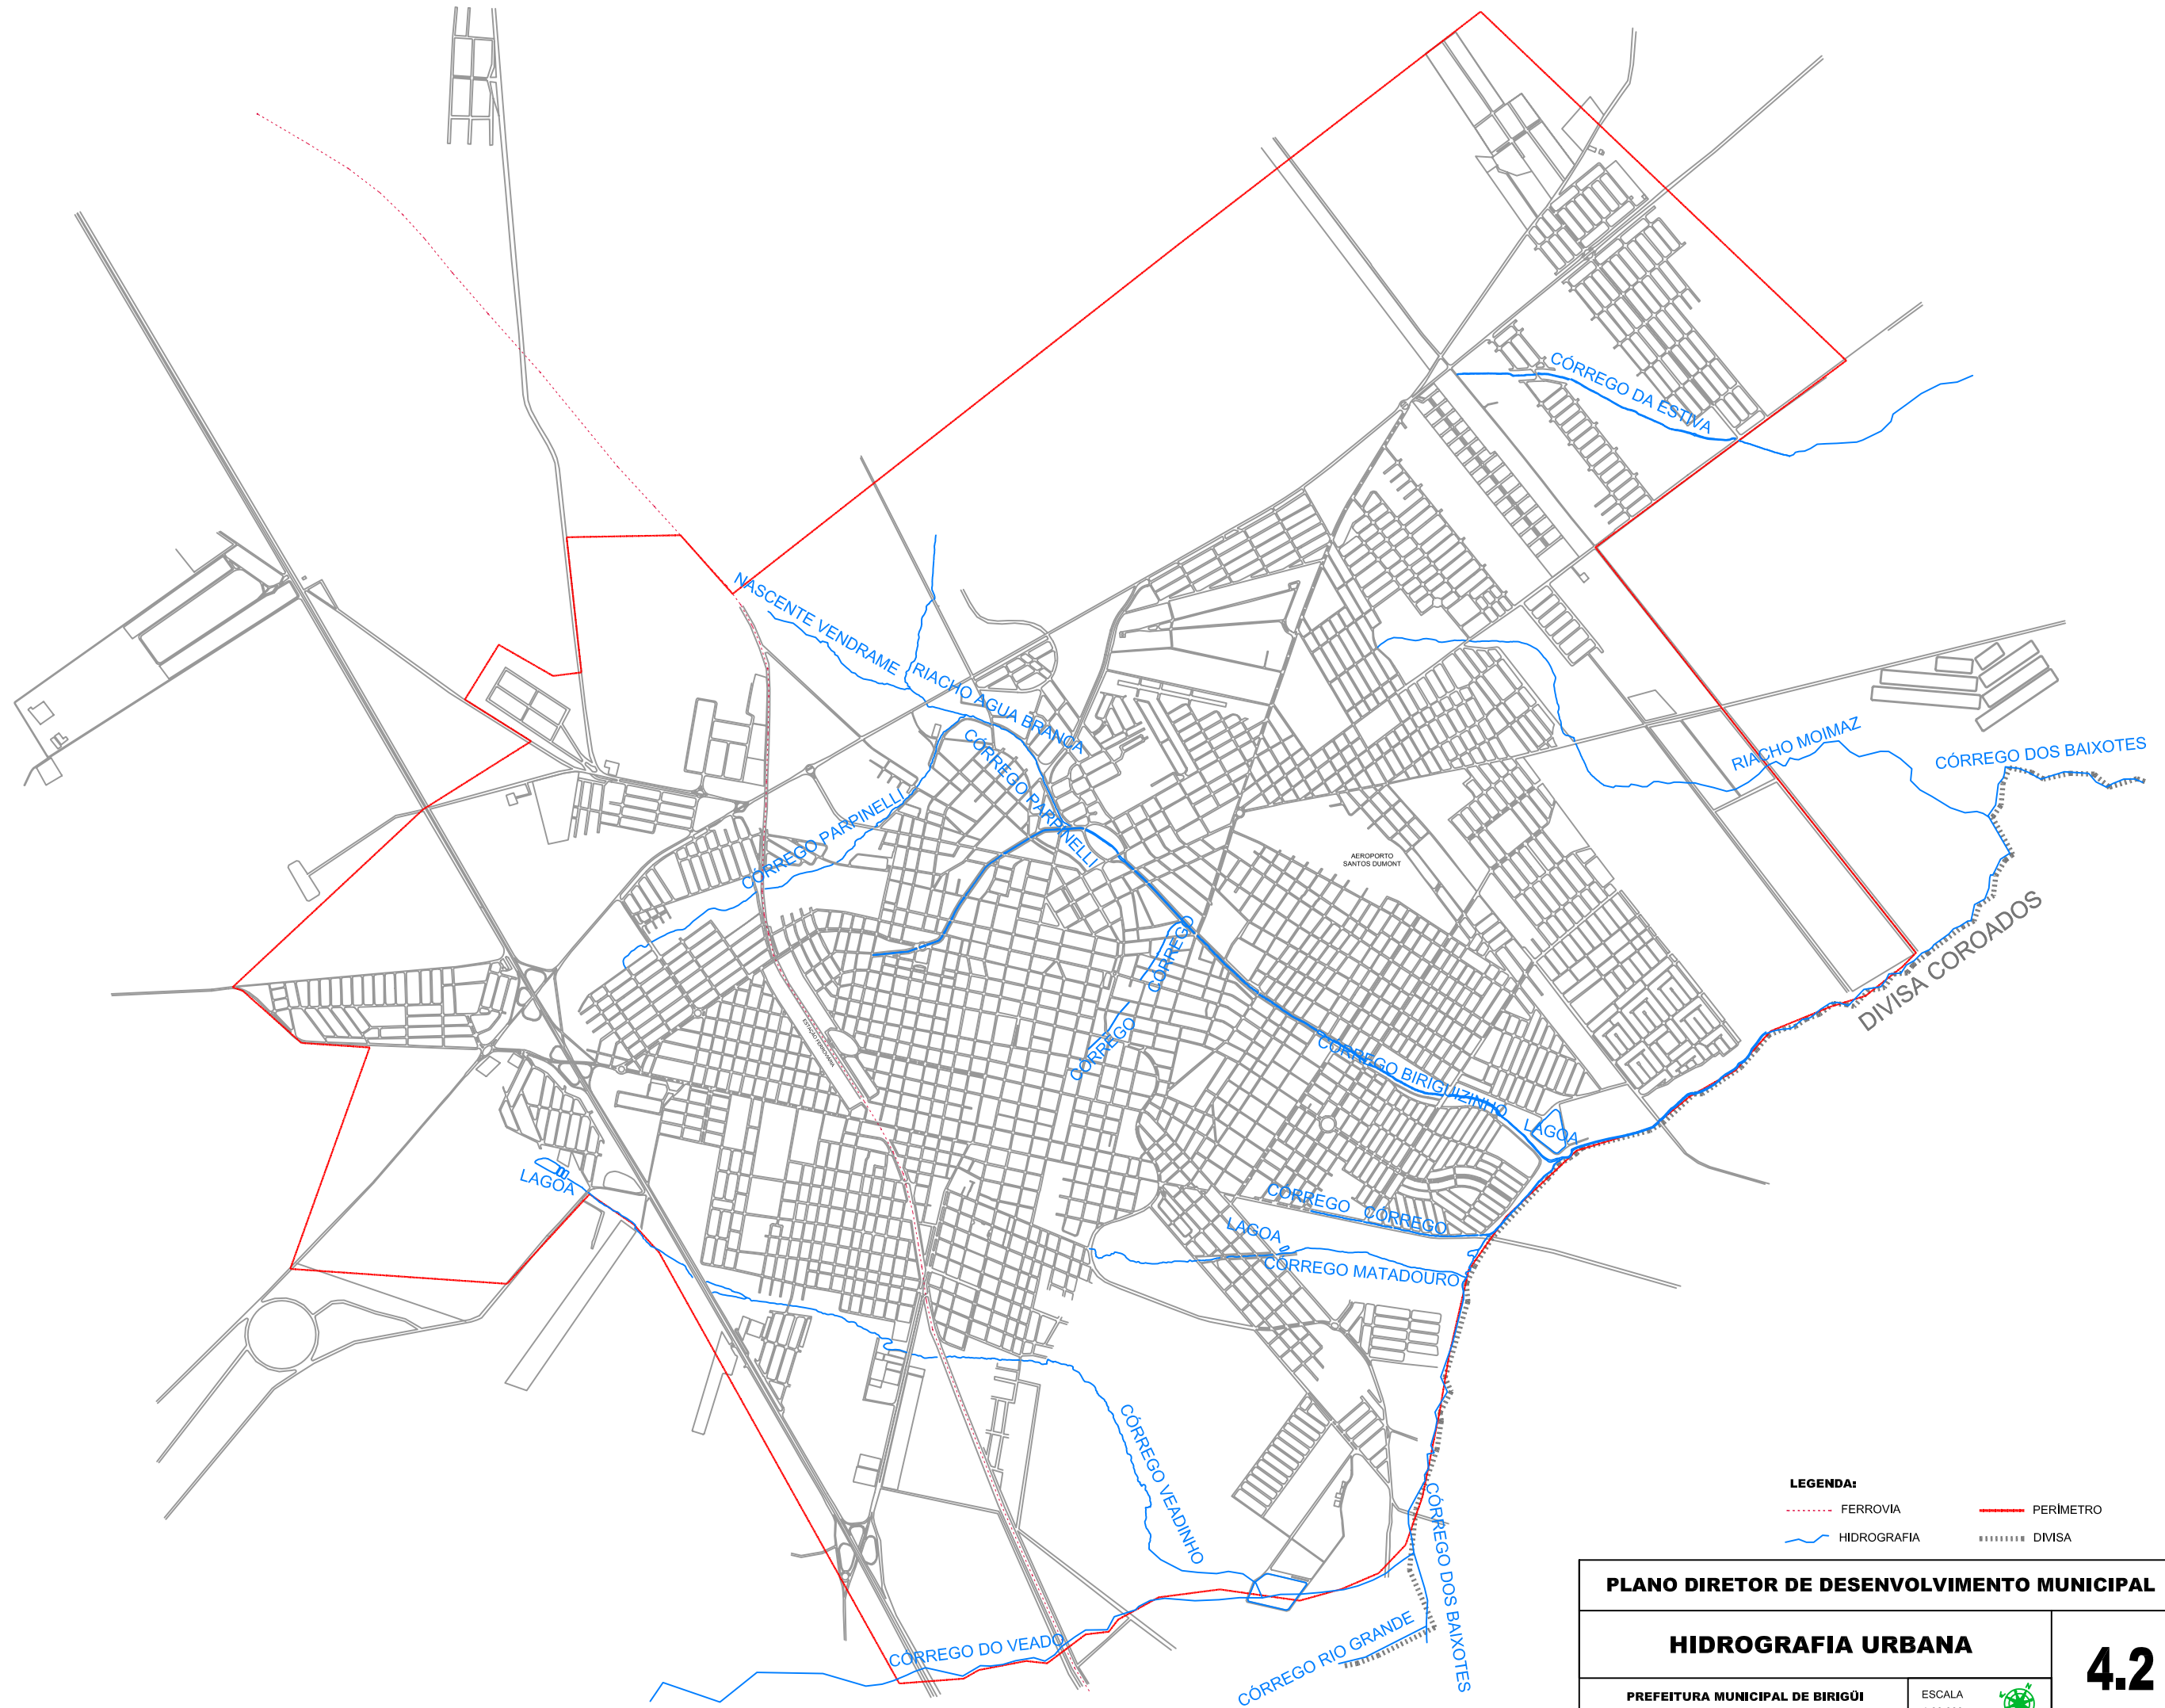 CÓRREGO DA ESTIVA
NASCENTE VENDRAME
RIACHO AGUA BRANCA
CÓRREGO PARPINELLI
CÓRREGO PARPINELLI
RIACHO MOIMAZ
CÓRREGO DOS BAIXOTES
AEROPORTO
SANTOS DUMONT
DIVISA COROADOS
CÓRREGO
CÓRREGO
ESTAÇÃO FERROVIÁRIA
CÓRREGO BIRIGUIZINHO
LAGOA
LAGOA
CÓRREGO
CÓRREGO
LAGOA
CÓRREGO MATADOURO
CÓRREGO VEADINHO
CÓRREGO DOS BAIXOTES
CÓRREGO DO VEADO
CÓRREGO RIO GRANDE
LEGENDA:
FERROVIA
PERÍMETRO
HIDROGRAFIA
DIVISA
PLANO DIRETOR DE DESENVOLVIMENTO MUNICIPAL
HIDROGRAFIA URBANA
4.2
PREFEITURA MUNICIPAL DE BIRIGÜI
ESCALA